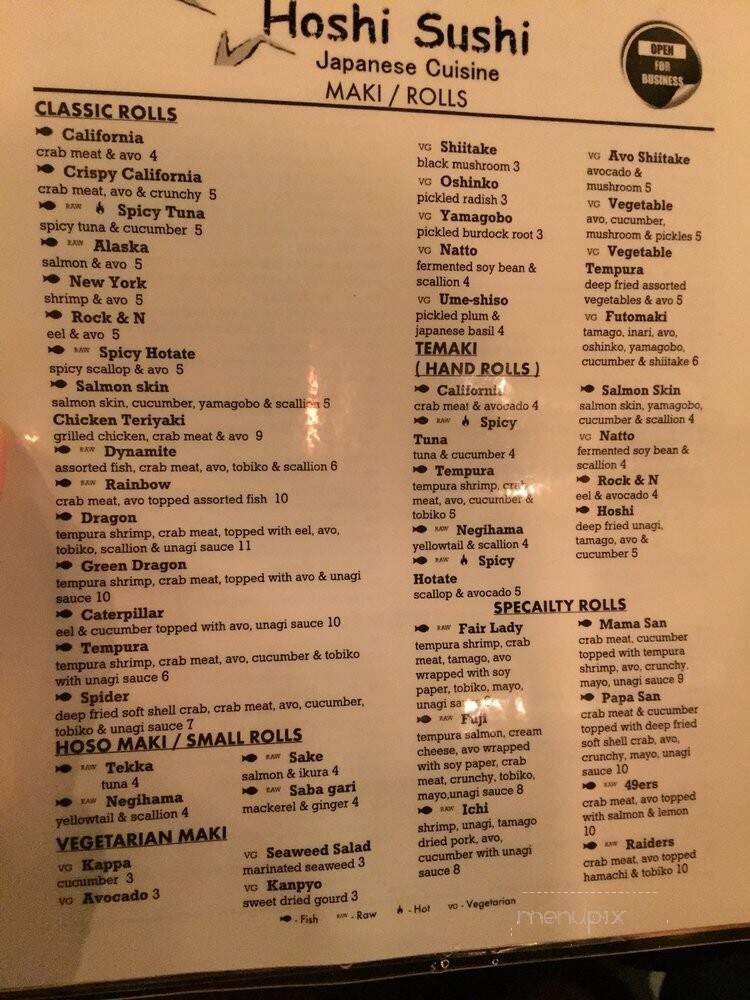 Hoshi Sushi
Japanese Cuisine
MAKI / ROLLS
OPEN
FOR
BUSINESS
CLASSIC ROLLS
California
crab meat & avo 4
Crispy California
crab meat, avo & crunchy 5
RAW Spicy Tuna
spicy tuna & cucumber 5
RAW Alaska
salmon & avo 5
New York
shrimp & avo 5
Rock & N
eel & avo 5
RAW Spicy Hotate
spicy scallop & avo 5
Salmon skin
salmon skin, cucumber, yamagobo & scallion 5
Chicken Teriyaki
grilled chicken, crab meat & avo 9
RAW Dynamite
assorted fish, crab meat, avo, tobiko & scallion 6
RAW Rainbow
crab meat, avo topped assorted fish 10
Dragon
tempura shrimp, crab meat, topped with eel, avo,
tobiko, scallion & unagi sauce 11
Green Dragon
tempura shrimp, crab meat, topped with avo & unagi
sauce 10
Caterpillar
eel & cucumber topped with avo, unagi sauce 10
Tempura
tempura shrimp, crab meat, avo, cucumber & tobiko
with unagi sauce 6
Spider
deep fried soft shell crab, crab meat, avo, cucumber,
tobiko & unagi sauce 7
HOSO MAKI / SMALL ROLLS
RAW Tekka
tuna 4
RAW Negihama
yellowtail & scallion 4
RAW Sake
salmon & ikura 4
RAW Saba gari
mackerel & ginger 4
VEGETARIAN MAKI
VG Kappa
cucumber 3
VG Avocado 3
VG Seaweed Salad
marinated seaweed 3
VG Kanpyo
sweet dried gourd 3
VG Shiitake
black mushroom 3
VG Oshinko
pickled radish 3
VG Yamagobo
pickled burdock root 3
VG Natto
fermented soy bean &
scallion 4
VG Ume-shiso
pickled plum &
japanese basil 4
VG Avo Shiitake
avocado &
mushroom 5
VG Vegetable
avo, cucumber,
mushroom & pickles 5
VG Vegetable
Tempura
deep fried assorted
vegetables & avo 5
VG Futomaki
tamago, inari, avo,
oshinko, yamagobo,
cucumber & shiitake 6
TEMAKI
( HAND ROLLS )
California
crab meat & avocado 4
RAW Spicy
Tuna
tuna & cucumber 4
Tempura
tempura shrimp, crab
meat, avo, cucumber &
tobiko 5
RAW Negihama
yellowtail & scallion 4
RAW Spicy
Hotate
scallop & avocado 5
Salmon Skin
salmon skin, yamagobo,
cucumber & scallion 4
VG Natto
fermented soy bean &
scallion 4
Rock & N
eel & avocado 4
Hoshi
deep fried unagi,
tamago, avo &
cucumber 5
SPECAILTY ROLLS
RAW Fair Lady
tempura shrimp, crab
meat, tamago, avo
wrapped with soy
paper, tobiko, mayo,
unagi
RAW Fuji
tempura salmon, cream
cheese, avo wrapped
with soy paper, crab
meat, crunchy, tobiko,
mayo,unagi sauce 8
RAW Ichi
shrimp, unagi, tamago
dried pork, avo,
cucumber with unagi
sauce 8
Mama San
crab meat, cucumber
topped with tempura
shrimp, avo, crunchy,
mayo, unagi sauce 9
Papa San
crab meat & cucumber
topped with deep fried
soft shell crab, avo,
crunchy, mayo, unagi
sauce 10
RAW 49ers
crab meat, avo topped
with salmon & lemon
10
RAW Raiders
crab meat, avo topped
hamachi & tobiko 10
- Fish RAW - Raw - Hot VG - Vegetarian
menupix